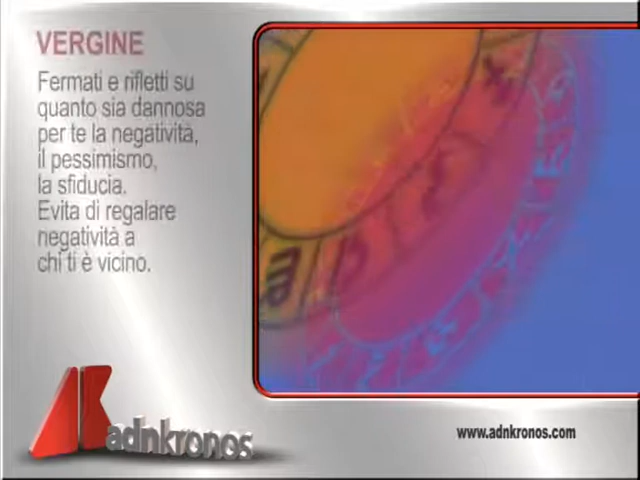 VERGINE
Fermati e rifletti su
quanto sia dannosa
per te la negatività,
il pessimismo,
la sfiducia.
Evita di regalare
negatività a
chi ti è vicino.
adnkronos
www.adnkronos.com